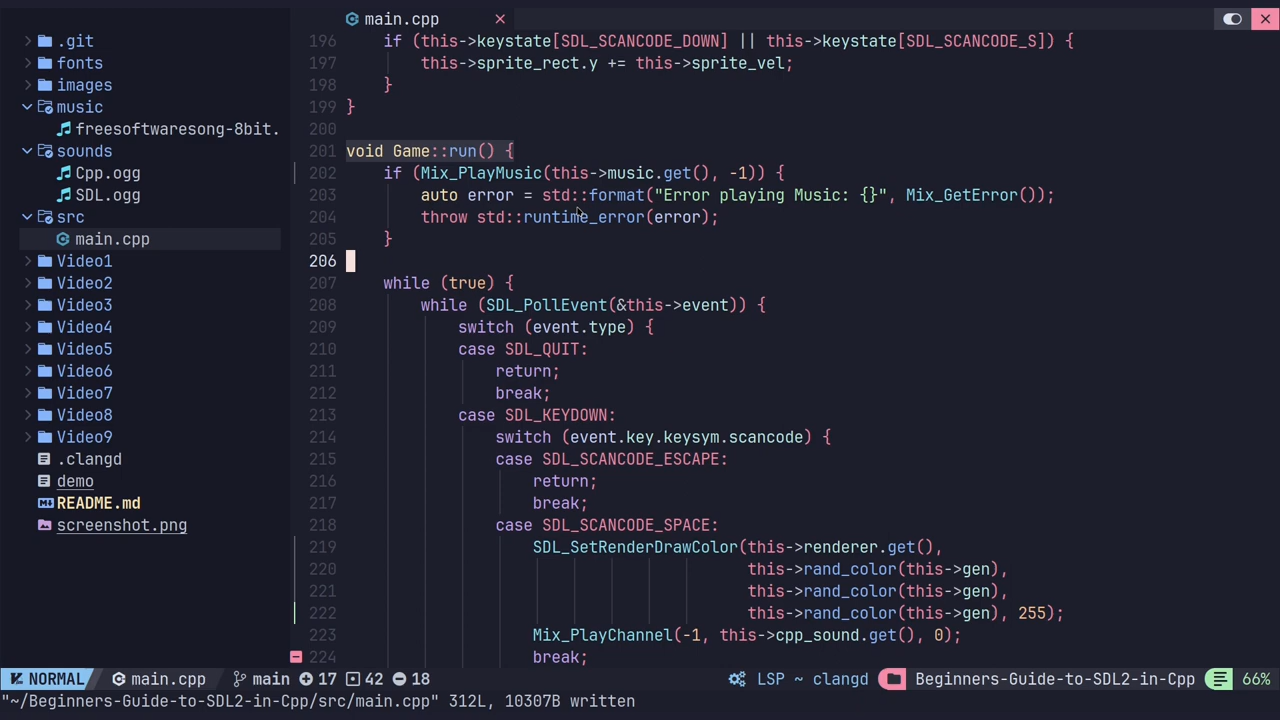 main.cpp
.git
fonts
images
music
freesoftwaresong-8bit.
sounds
Cpp.ogg
SDL.ogg
src
main.cpp
Video1
Video2
Video3
Video4
Video5
Video6
Video7
Video8
Video9
.clangd
demo
README.md
screenshot.png
196 if (this->keystate[SDL_SCANCODE_DOWN] || this->keystate[SDL_SCANCODE_S]) {
197 this->sprite_rect.y += this->sprite_vel;
198 }
199 }
200
201 void Game::run() {
202 if (Mix_PlayMusic(this->music.get(), -1)) {
203 auto error = std::format("Error playing Music: {}", Mix_GetError());
204 throw std::runtime_error(error);
205 }
206
207 while (true) {
208 while (SDL_PollEvent(&this->event)) {
209 switch (event.type) {
210 case SDL_QUIT:
211 return;
212 break;
213 case SDL_KEYDOWN:
214 switch (event.key.keysym.scancode) {
215 case SDL_SCANCODE_ESCAPE:
216 return;
217 break;
218 case SDL_SCANCODE_SPACE:
219 SDL_SetRenderDrawColor(this->renderer.get(),
220 this->rand_color(this->gen),
221 this->rand_color(this->gen),
222 this->rand_color(this->gen), 255);
223 Mix_PlayChannel(-1, this->cpp_sound.get(), 0);
224 break;
NORMAL main.cpp main 17 42 18 LSP ~ clangd Beginners-Guide-to-SDL2-in-Cpp 66%
"~/Beginners-Guide-to-SDL2-in-Cpp/src/main.cpp" 312L, 10307B written